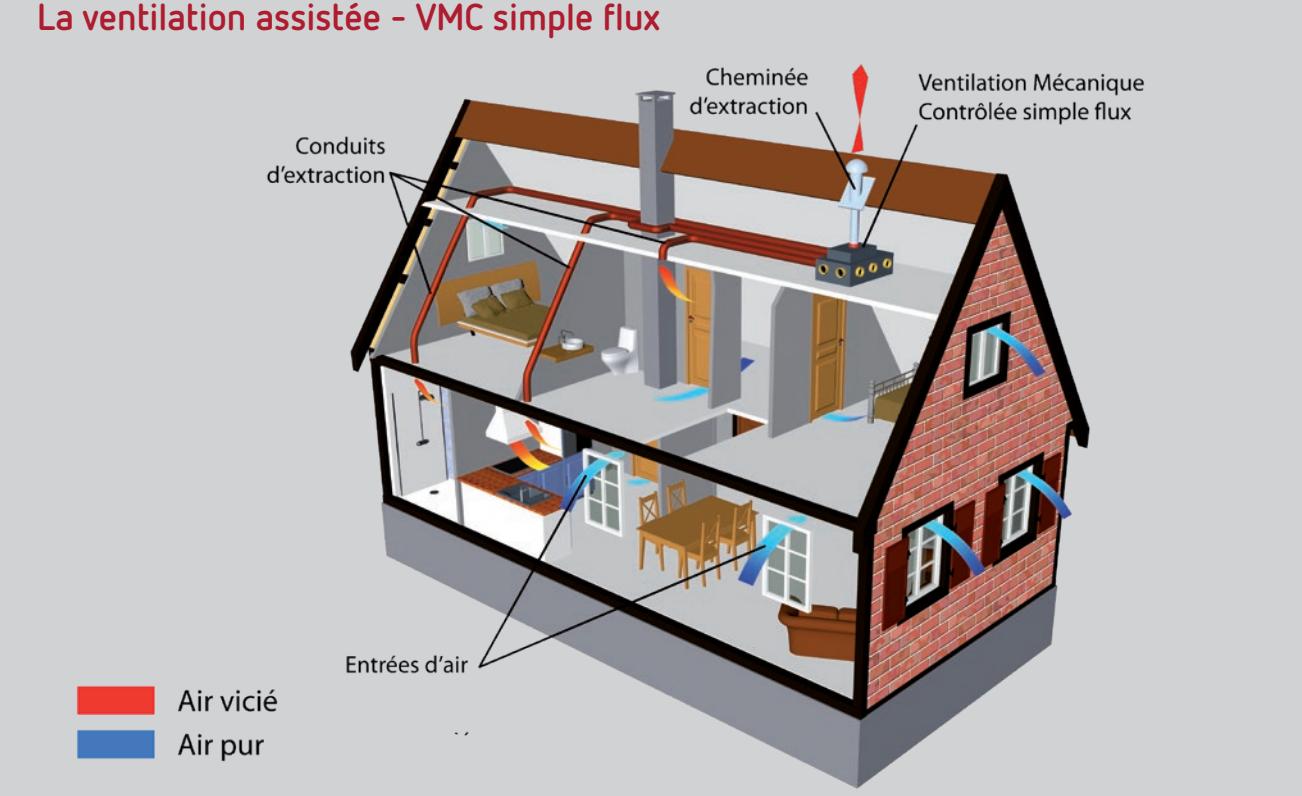 La ventilation assistée - VMC simple flux
Cheminée
d'extraction
Ventilation Mécanique
Contrôlée simple flux
Conduits
d'extraction
Entrées d'air
Air vicié
Air pur